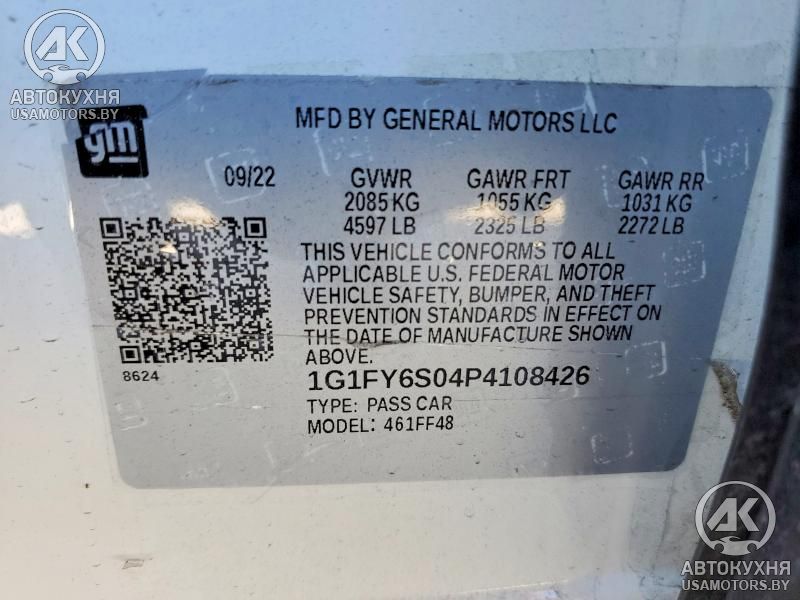 AK
АВТОКУХНЯ
USAMOTORS.BY
gm
MFD BY GENERAL MOTORS LLC
09/22 GVWR GAWR FRT GAWR RR
2085 KG 1055 KG 1031 KG
4597 LB 2325 LB 2272 LB
THIS VEHICLE CONFORMS TO ALL
APPLICABLE U.S. FEDERAL MOTOR
VEHICLE SAFETY, BUMPER, AND THEFT
PREVENTION STANDARDS IN EFFECT ON
THE DATE OF MANUFACTURE SHOWN
ABOVE.
8624
1G1FY6S04P4108426
TYPE: PASS CAR
MODEL: 461FF48
AK
АВТОКУХНЯ
USAMOTORS.BY